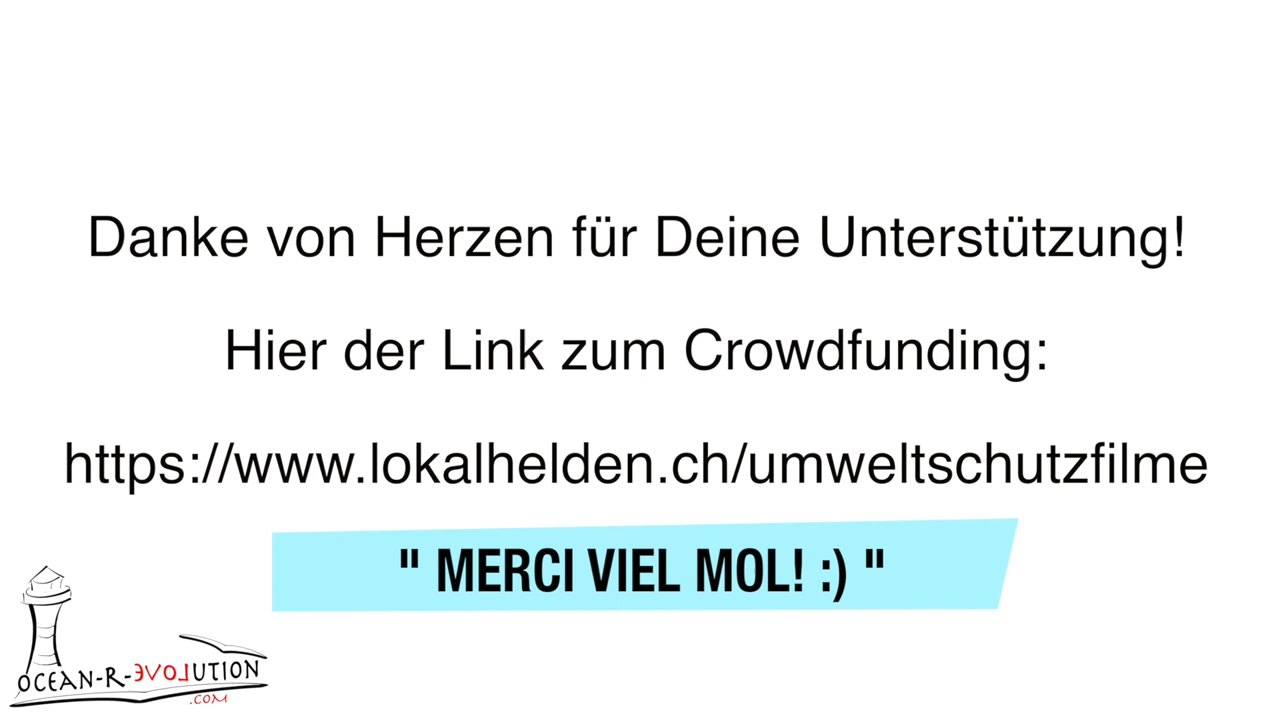 Danke von Herzen für Deine Unterstützung!
Hier der Link zum Crowdfunding:
https://www.lokalhelden.ch/umweltschutzfilme
" MERCI VIEL MOL! :) "
OCEAN-R-EVOLUTION
.COM